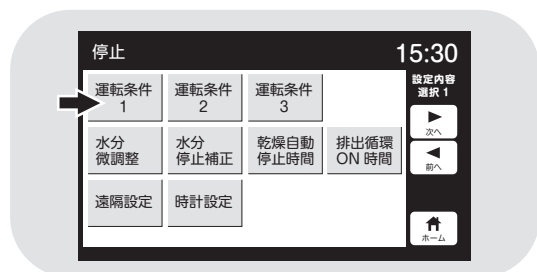 停止 15:30
設定内容
選択 1
運転条件
1
運転条件
2
運転条件
3
次へ
水分
微調整
水分
停止補正
乾燥自動
停止時間
排出循環
ON 時間
前へ
遠隔設定
時計設定
ホーム